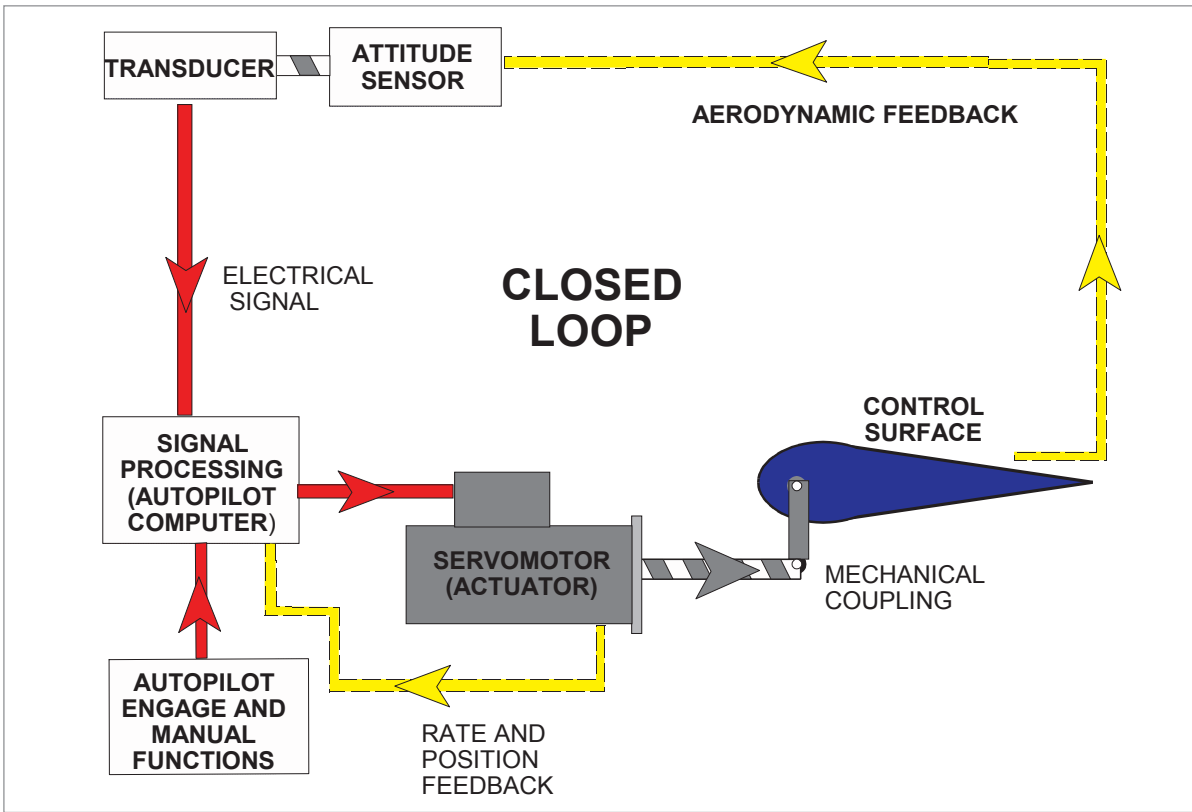 TRANSDUCER
ATTITUDE
SENSOR
AERODYNAMIC FEEDBACK
ELECTRICAL
SIGNAL
CLOSED
LOOP
CONTROL
SURFACE
SIGNAL
PROCESSING
(AUTOPILOT
COMPUTER)
SERVOMOTOR
(ACTUATOR)
MECHANICAL
COUPLING
AUTOPILOT
ENGAGE AND
MANUAL
FUNCTIONS
RATE AND
POSITION
FEEDBACK